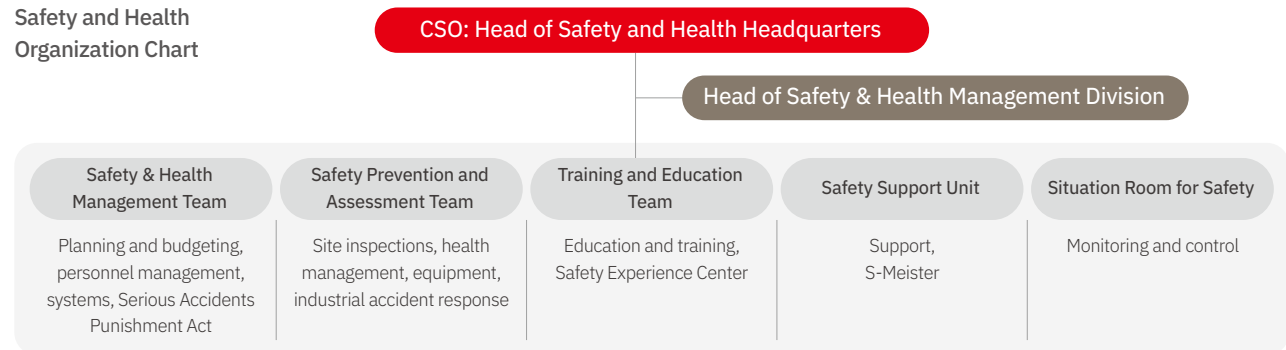 Safety and Health
Organization Chart
CSO: Head of Safety and Health Headquarters
Head of Safety & Health Management Division
Safety & Health
Management Team
Planning and budgeting,
personnel management,
systems, Serious Accidents
Punishment Act
Safety Prevention and
Assessment Team
Site inspections, health
management, equipment,
industrial accident response
Training and Education
Team
Education and training,
Safety Experience Center
Safety Support Unit
Support,
S-Meister
Situation Room for Safety
Monitoring and control